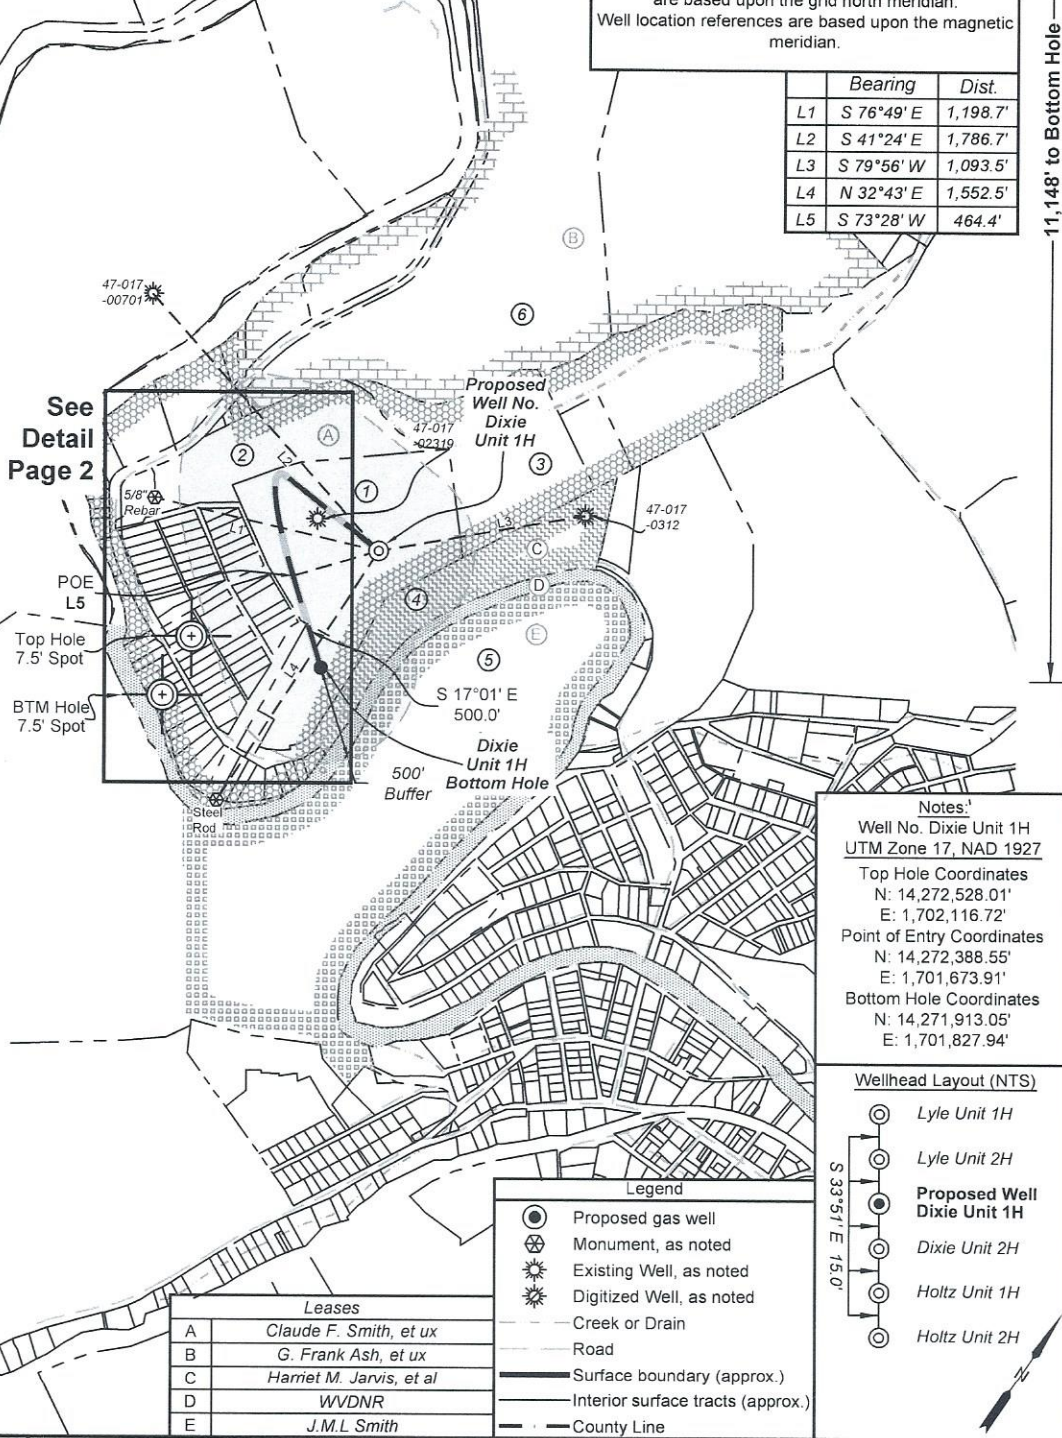 are based upon the grid north meridian.
Well location references are based upon the magnetic
meridian.
Bearing Dist.
L1 S 76°49' E 1,198.7'
L2 S 41°24' E 1,786.7'
L3 S 79°56' W 1,093.5'
L4 N 32°43' E 1,552.5'
L5 S 73°28' W 464.4'
11,148' to Bottom Hole
B
47-017
-00701
6
See
Detail
Page 2
Proposed
Well No.
Dixie
Unit 1H
47-017
-02319
A
2
L2
3
1
5/8"
Rebar
L1
L3
47-017
-0312
C
D
POE
L5
4
E
Top Hole
7.5' Spot
5
L4
S 17°01' E
500.0'
BTM Hole
7.5' Spot
Dixie
Unit 1H
Bottom Hole
500'
Buffer
Steel
Rod
Notes:'
Well No. Dixie Unit 1H
UTM Zone 17, NAD 1927
Top Hole Coordinates
N: 14,272,528.01'
E: 1,702,116.72'
Point of Entry Coordinates
N: 14,272,388.55'
E: 1,701,673.91'
Bottom Hole Coordinates
N: 14,271,913.05'
E: 1,701,827.94'
Wellhead Layout (NTS)
Lyle Unit 1H
Lyle Unit 2H
Proposed Well
Dixie Unit 1H
Dixie Unit 2H
Holtz Unit 1H
Holtz Unit 2H
S 33°51' E 15.0'
N
Legend
Proposed gas well
Monument, as noted
Existing Well, as noted
Digitized Well, as noted
Creek or Drain
Road
Surface boundary (approx.)
Interior surface tracts (approx.)
County Line
Leases
A Claude F. Smith, et ux
B G. Frank Ash, et ux
C Harriet M. Jarvis, et al
D WVDNR
E J.M.L Smith